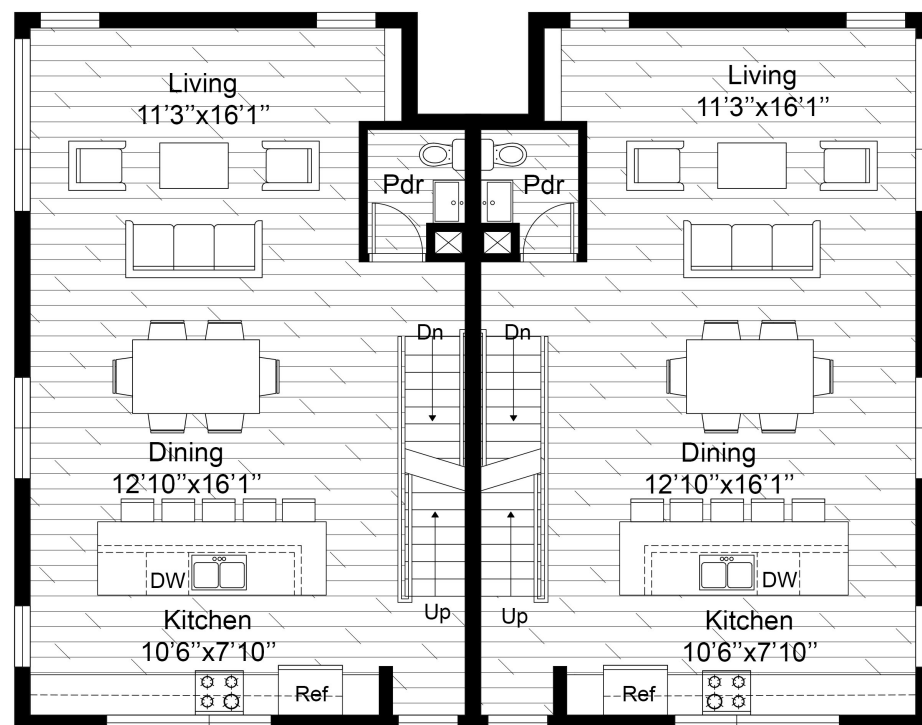 Living
11'3"x16'1"
Living
11'3"x16'1"
Pdr
Pdr
Dn
Dn
Dining
12'10"x16'1"
Dining
12'10"x16'1"
DW
DW
Up
Up
Kitchen
10'6"x7'10"
Kitchen
10'6"x7'10"
Ref
Ref